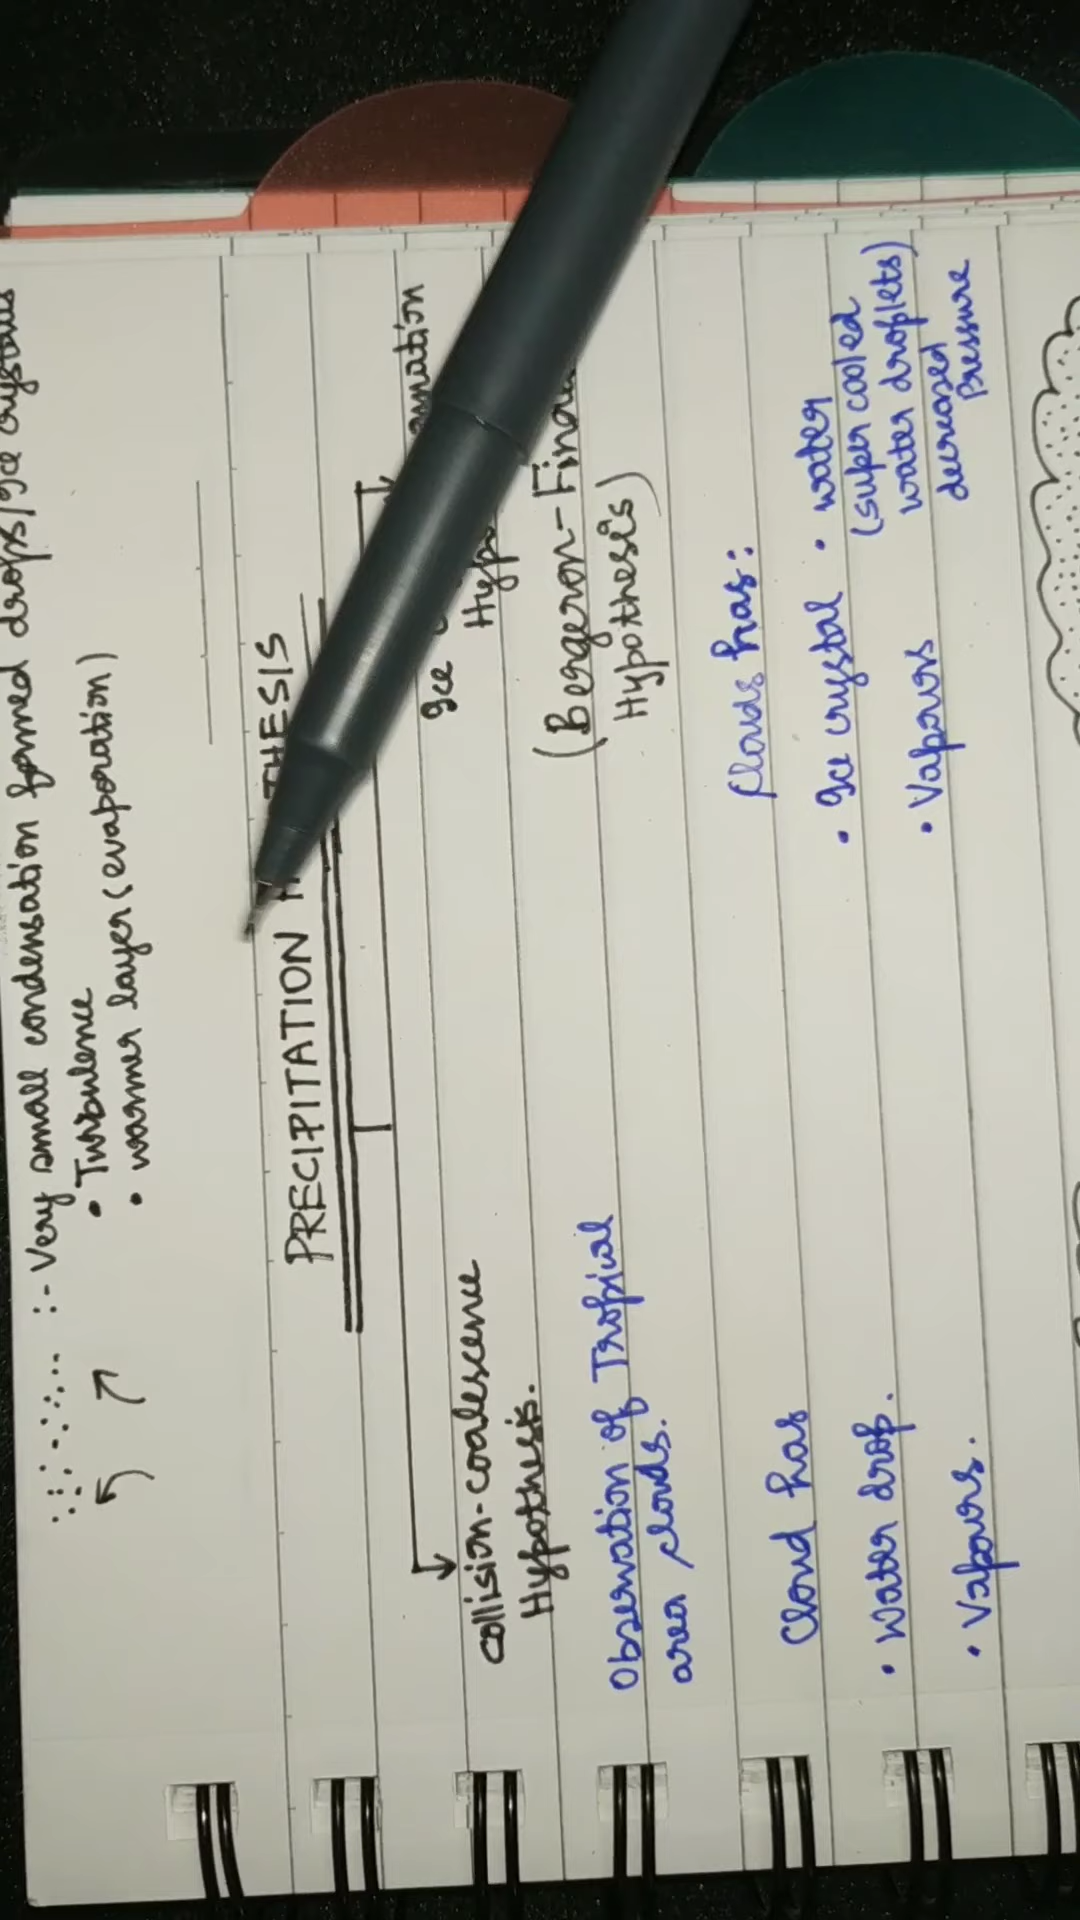 :- Very small condensation formed drops/Ice crystals
• Turbulence
• warmer layer (evaporation)
PRECIPITATION THESIS
collision-coalescence
Hypothesis.
Observation of Tropical
area clouds.
Cloud has
• Water drop.
• Vapours.
Ice mation
Hyp
(Bergeron-Find
Hypothesis)
Clouds has:
• Ice crystal • water
(super cooled
water droplets)
• Vapours decreased
Pressure